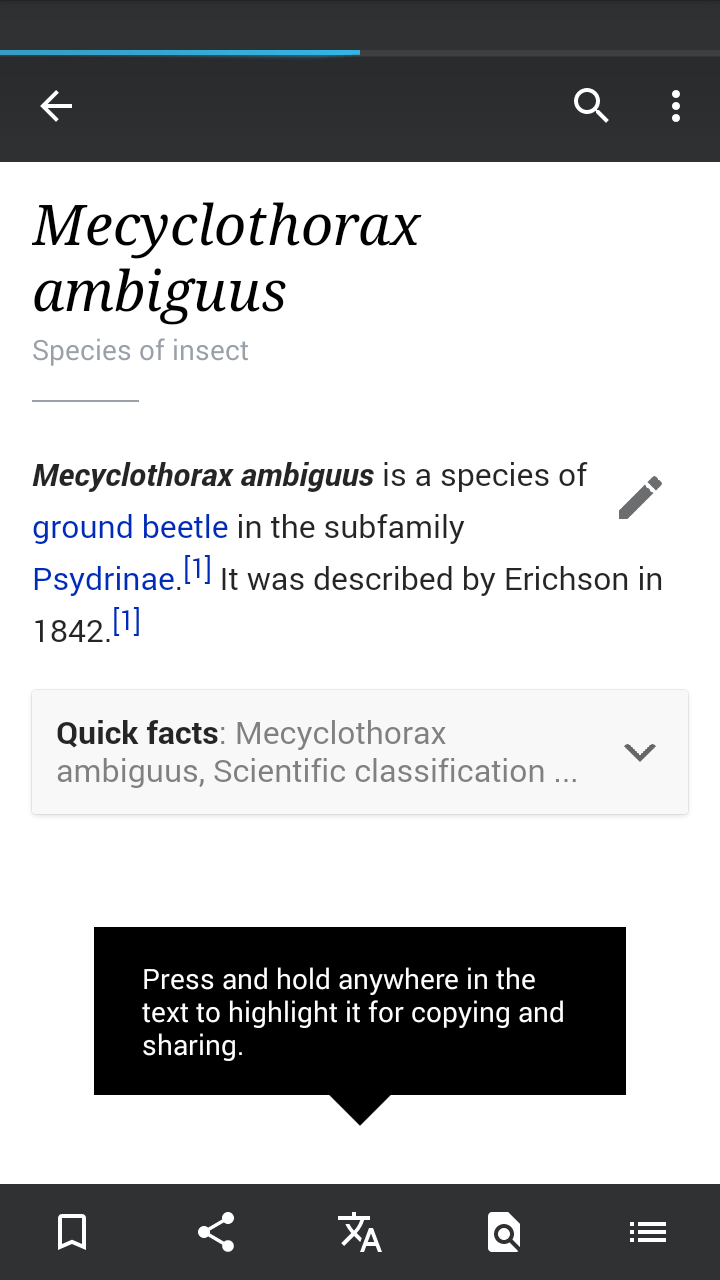 Mecyclothorax
ambiguus
Species of insect
Mecyclothorax ambiguus is a species of
ground beetle in the subfamily
Psydrinae.[1] It was described by Erichson in
1842.[1]
Quick facts: Mecyclothorax
ambiguus, Scientific classification ...
Press and hold anywhere in the
text to highlight it for copying and
sharing.